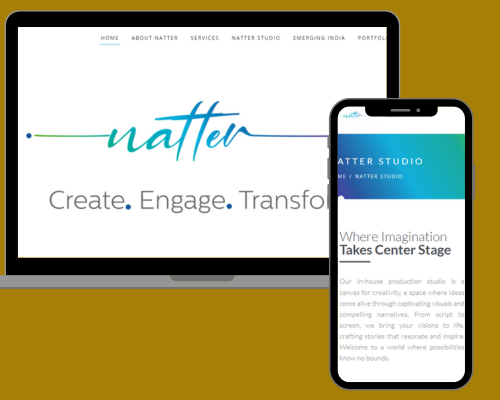 HOME ABOUT NATTER SERVICES NATTER STUDIO EMERGING INDIA PORTFOL
natter
Create. Engage. Transfo
natter
ATTER STUDIO
ME / NATTER STUDIO
Where Imagination
Takes Center Stage
Our in-house production studio is a
canvas for creativity, a space where ideas
come alive through captivating visuals and
compelling narratives. From script to
screen, we bring your visions to life,
crafting stories that resonate and inspire.
Welcome to a world where possibilities
know no bounds.